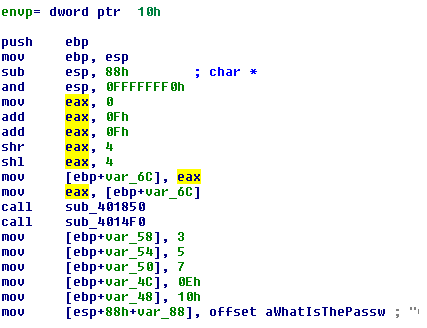 envp= dword ptr  10h
push    ebp
mov     ebp, esp
sub     esp, 88h        ; char *
and     esp, 0FFFFFFF0h
mov     eax, 0
add     eax, 0Fh
add     eax, 0Fh
shr     eax, 4
shl     eax, 4
mov     [ebp+var_6C], eax
mov     eax, [ebp+var_6C]
call    sub_401850
call    sub_4014F0
mov     [ebp+var_58], 3
mov     [ebp+var_54], 5
mov     [ebp+var_50], 7
mov     [ebp+var_4C], 0Eh
mov     [ebp+var_48], 10h
mov     [esp+88h+var_88], offset aWhatIsThePassw ; "